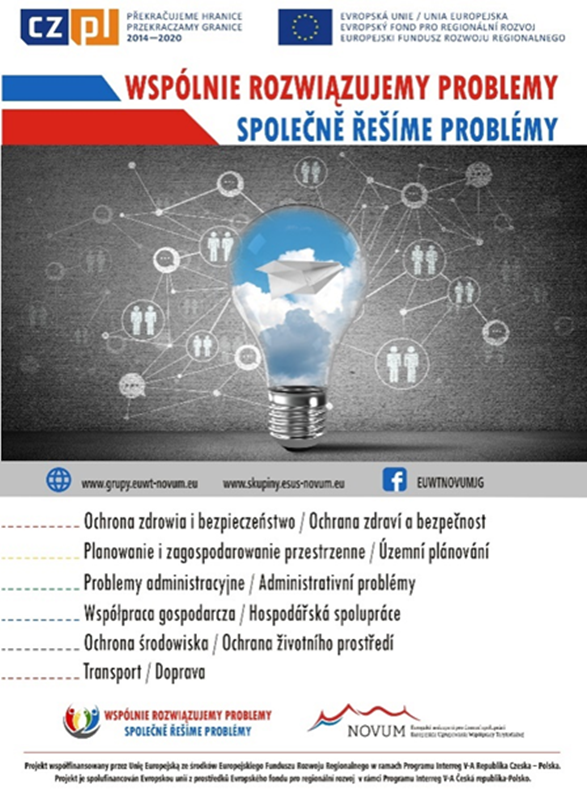 cz pl
PŘEKRAČUJEME HRANICE
PRZEKRACZAMY GRANICE
2014—2020
EVROPSKÁ UNIE / UNIA EUROPEJSKA
EVROPSKÝ FOND PRO REGIONÁLNÍ ROZVOJ
EUROPEJSKI FUNDUSZ ROZWOJU REGIONALNEGO
WSPÓLNIE ROZWIĄZUJEMY PROBLEMY
SPOLEČNĚ ŘEŠÍME PROBLÉMY
www.grupy.euwt-novum.eu www.skupiny.esus-novum.eu EUWTNOVUMJG
Ochrona zdrowia i bezpieczeństwo / Ochrana zdraví a bezpečnost
Planowanie i zagospodarowanie przestrzenne / Územní plánování
Problemy administracyjne / Administrativní problémy
Współpraca gospodarcza / Hospodářská spolupráce
Ochrona środowiska / Ochrana životního prostředí
Transport / Doprava
WSPÓLNIE ROZWIĄZUJEMY PROBLEMY
SPOLEČNĚ ŘEŠÍME PROBLÉMY
NOVUM
Projekt współfinansowany przez Unię Europejską ze środków Europejskiego Funduszu Rozwoju Regionalnego w ramach Programu Interreg V-A Republika Czeska – Polska.
Projekt je spolufinancován Evropskou unií z prostředků Evropského fondu pro regionální rozvoj v rámci Programu Interreg V-A Česká republika-Polsko.